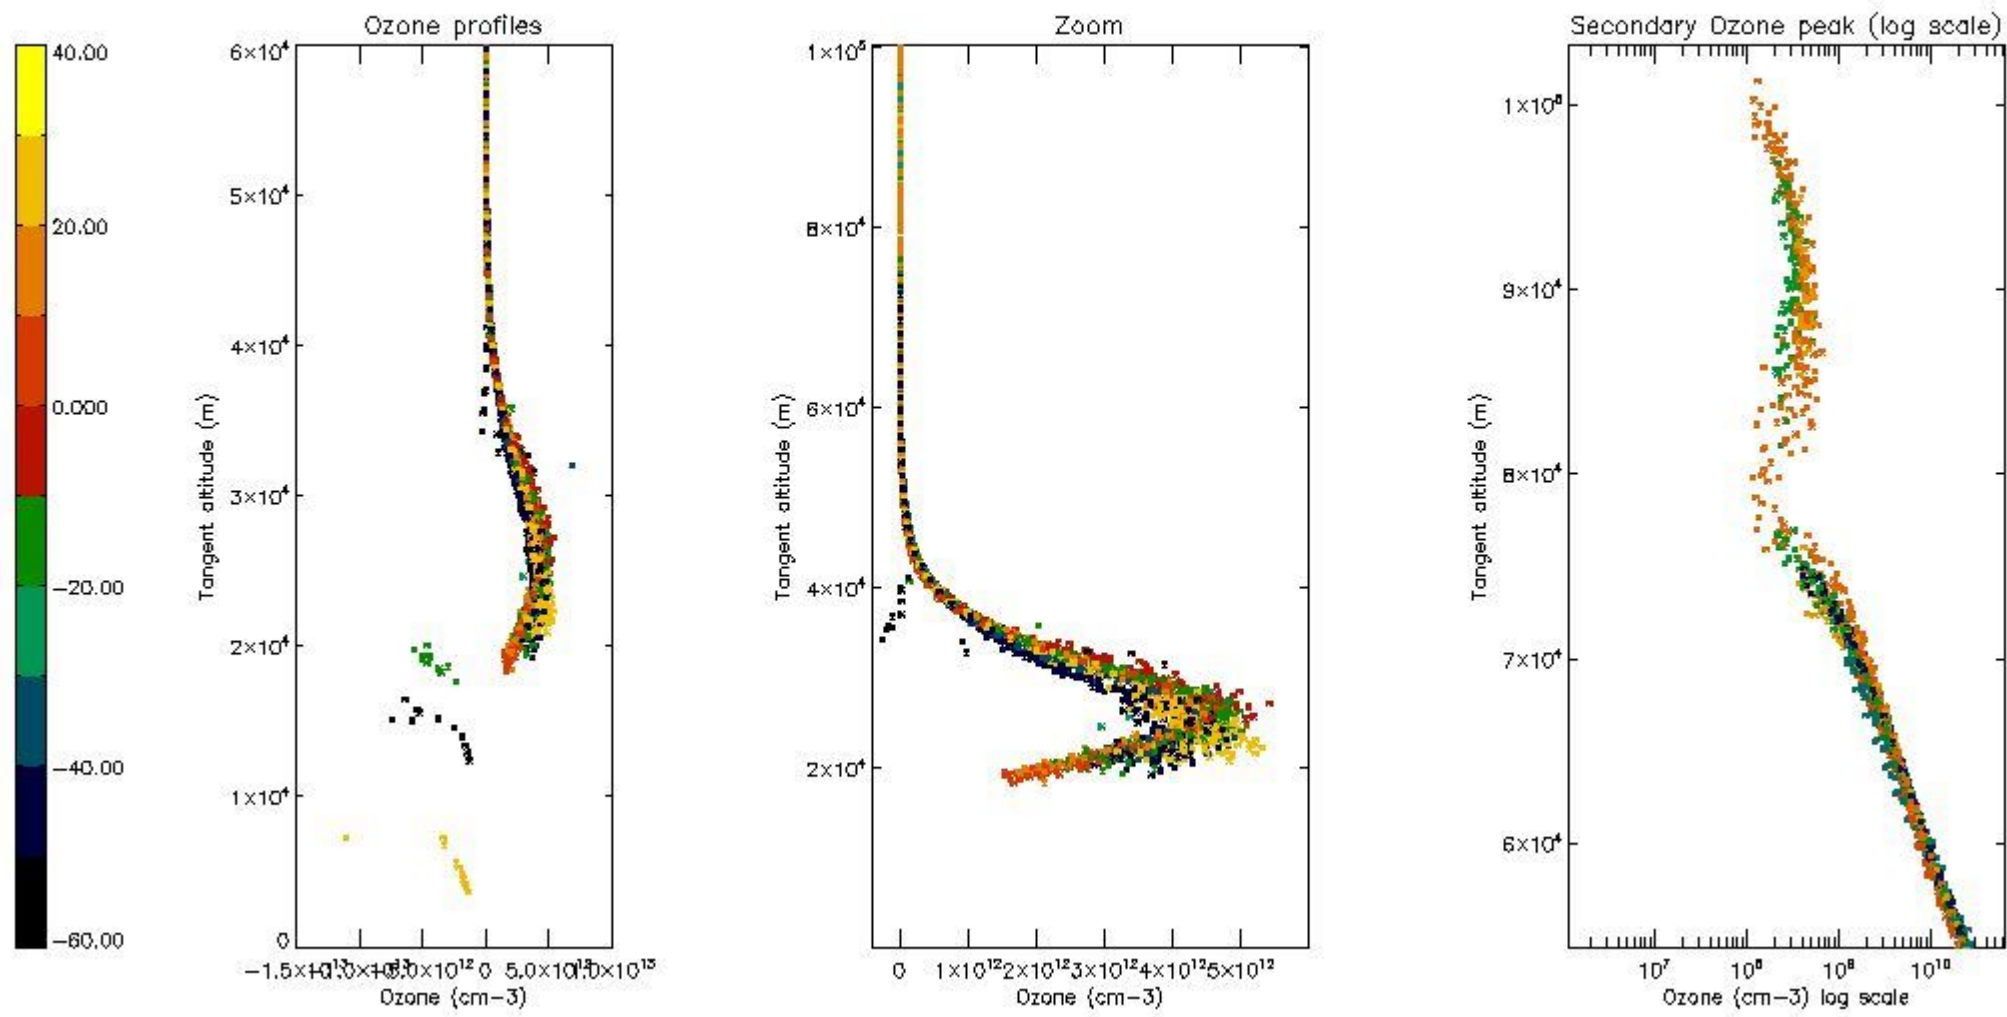 Ozone profiles
Zoom
Secondary Ozone peak (log scale)
40.00
20.00
0.000
−20.00
−40.00
−60.00
6×10⁴
5×10⁴
4×10⁴
3×10⁴
2×10⁴
1×10⁴
0
Tangent altitude (m)
0
Ozone (cm−3)
1×10⁵
8×10⁴
6×10⁴
4×10⁴
2×10⁴
Tangent altitude (m)
0 1×10¹² 2×10¹² 3×10¹² 4×10¹² 5×10¹²
Ozone (cm−3)
9×10⁴
8×10⁴
7×10⁴
6×10⁴
Tangent altitude (m)
10⁷ 10⁸ 10⁹ 10¹⁰
Ozone (cm−3) log scale